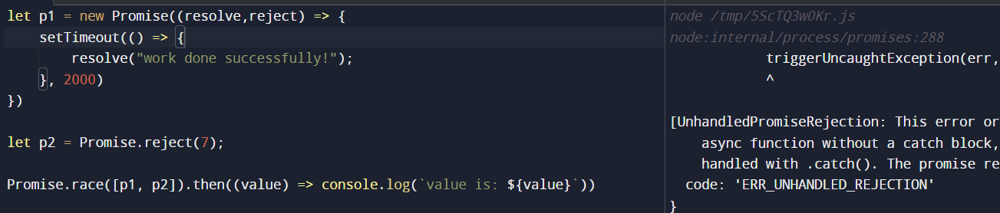 let p1 = new Promise((resolve,reject) => {
    setTimeout(() => {
        resolve("work done successfully!");
    }, 2000)
})

let p2 = Promise.reject(7);

Promise.race([p1, p2]).then((value) => console.log(`value is: ${value}`))

node /tmp/5ScTQ3wOKr.js
node:internal/process/promises:288
            triggerUncaughtException(err,
            ^

[UnhandledPromiseRejection: This error or
    async function without a catch block,
    handled with .catch(). The promise re
  code: 'ERR_UNHANDLED_REJECTION'
}